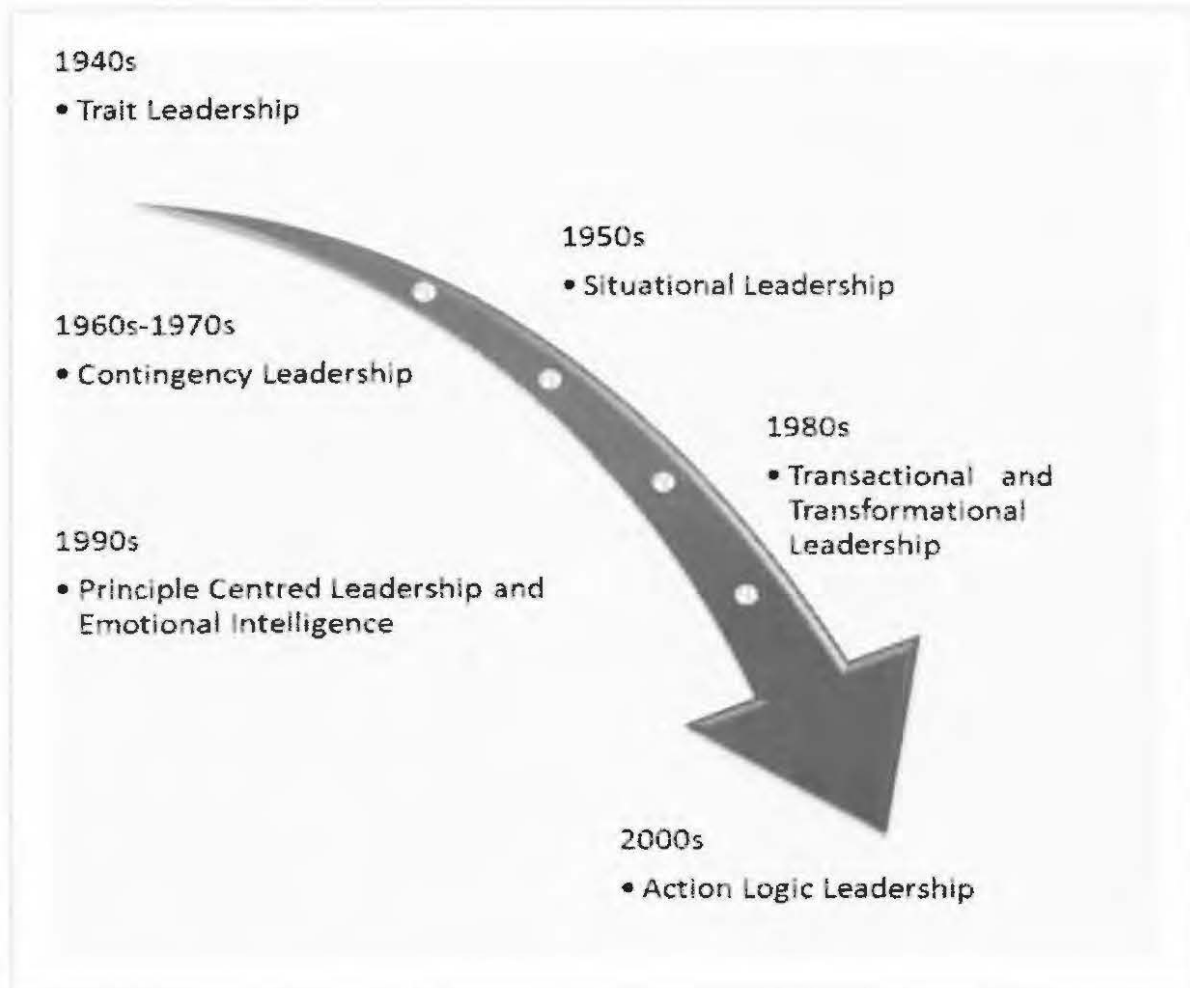 1940s
• Trait Leadership
1950s
• Situational Leadership
1960s-1970s
• Contingency Leadership
1980s
• Transactional and
Transformational
Leadership
1990s
• Principle Centred Leadership and
Emotional Intelligence
2000s
• Action Logic Leadership